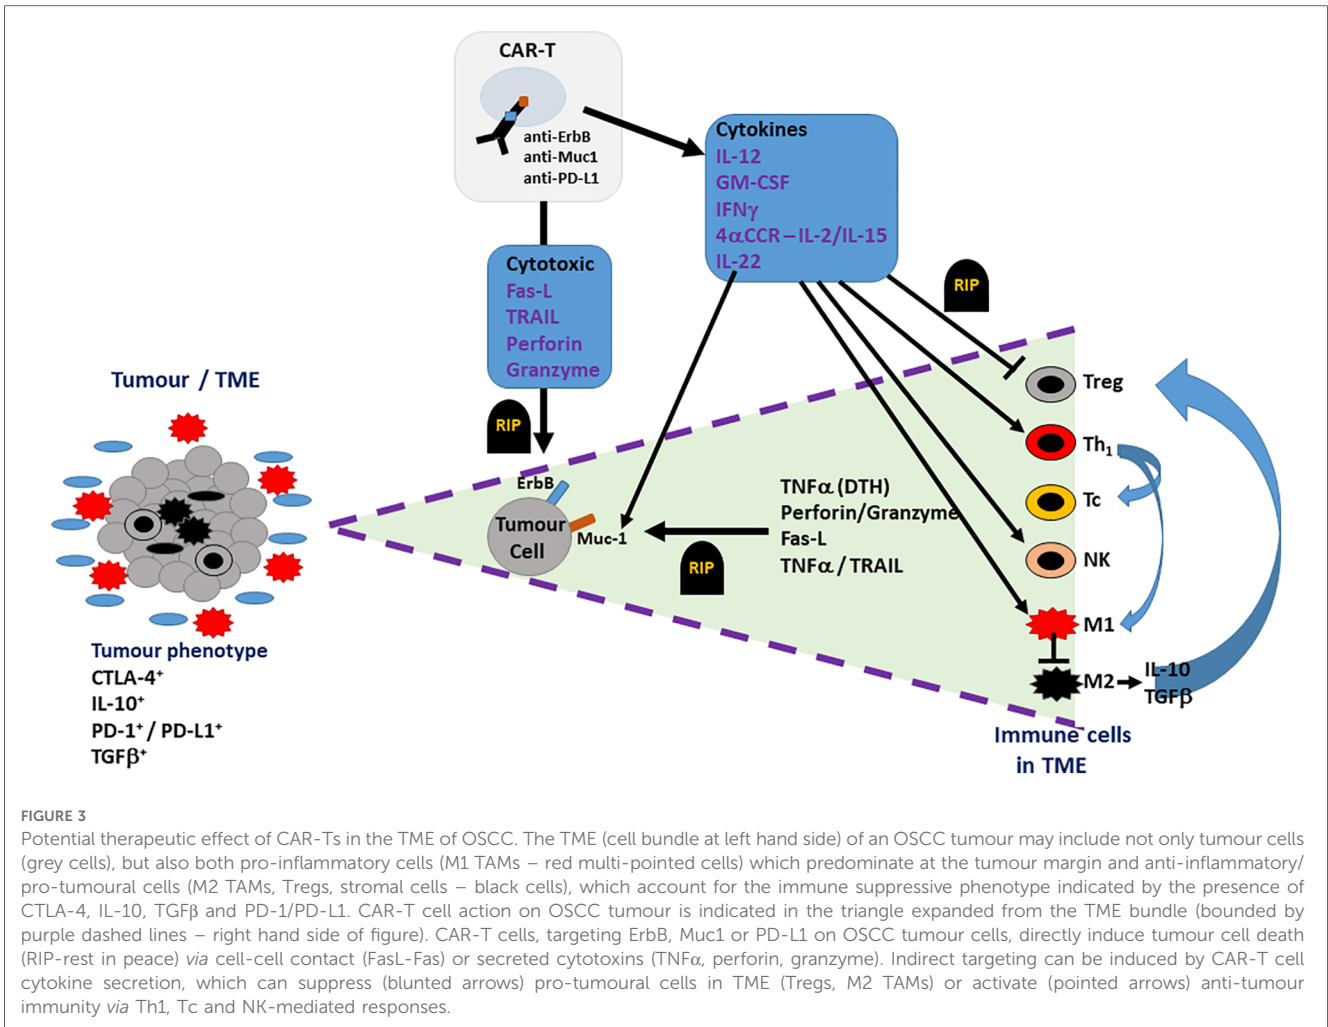 CAR-T
anti-ErbB
anti-Muc1
anti-PD-L1
Cytokines
IL-12
GM-CSF
IFNγ
4αCCR – IL-2/IL-15
IL-22
Cytotoxic
Fas-L
TRAIL
Perforin
Granzyme
RIP
RIP
Tumour / TME
ErbB
Tumour
Cell
Muc-1
TNFα (DTH)
Perforin/Granzyme
Fas-L
TNFα / TRAIL
RIP
Treg
Th1
Tc
NK
M1
M2
IL-10
TGFβ
Immune cells
in TME
Tumour phenotype
CTLA-4⁺
IL-10⁺
PD-1⁺ / PD-L1⁺
TGFβ⁺
FIGURE 3
Potential therapeutic effect of CAR-Ts in the TME of OSCC. The TME (cell bundle at left hand side) of an OSCC tumour may include not only tumour cells
(grey cells), but also both pro-inflammatory cells (M1 TAMs – red multi-pointed cells) which predominate at the tumour margin and anti-inflammatory/
pro-tumoural cells (M2 TAMs, Tregs, stromal cells – black cells), which account for the immune suppressive phenotype indicated by the presence of
CTLA-4, IL-10, TGFβ and PD-1/PD-L1. CAR-T cell action on OSCC tumour is indicated in the triangle expanded from the TME bundle (bounded by
purple dashed lines – right hand side of figure). CAR-T cells, targeting ErbB, Muc1 or PD-L1 on OSCC tumour cells, directly induce tumour cell death
(RIP-rest in peace) via cell-cell contact (FasL-Fas) or secreted cytotoxins (TNFα, perforin, granzyme). Indirect targeting can be induced by CAR-T cell
cytokine secretion, which can suppress (blunted arrows) pro-tumoural cells in TME (Tregs, M2 TAMs) or activate (pointed arrows) anti-tumour
immunity via Th1, Tc and NK-mediated responses.